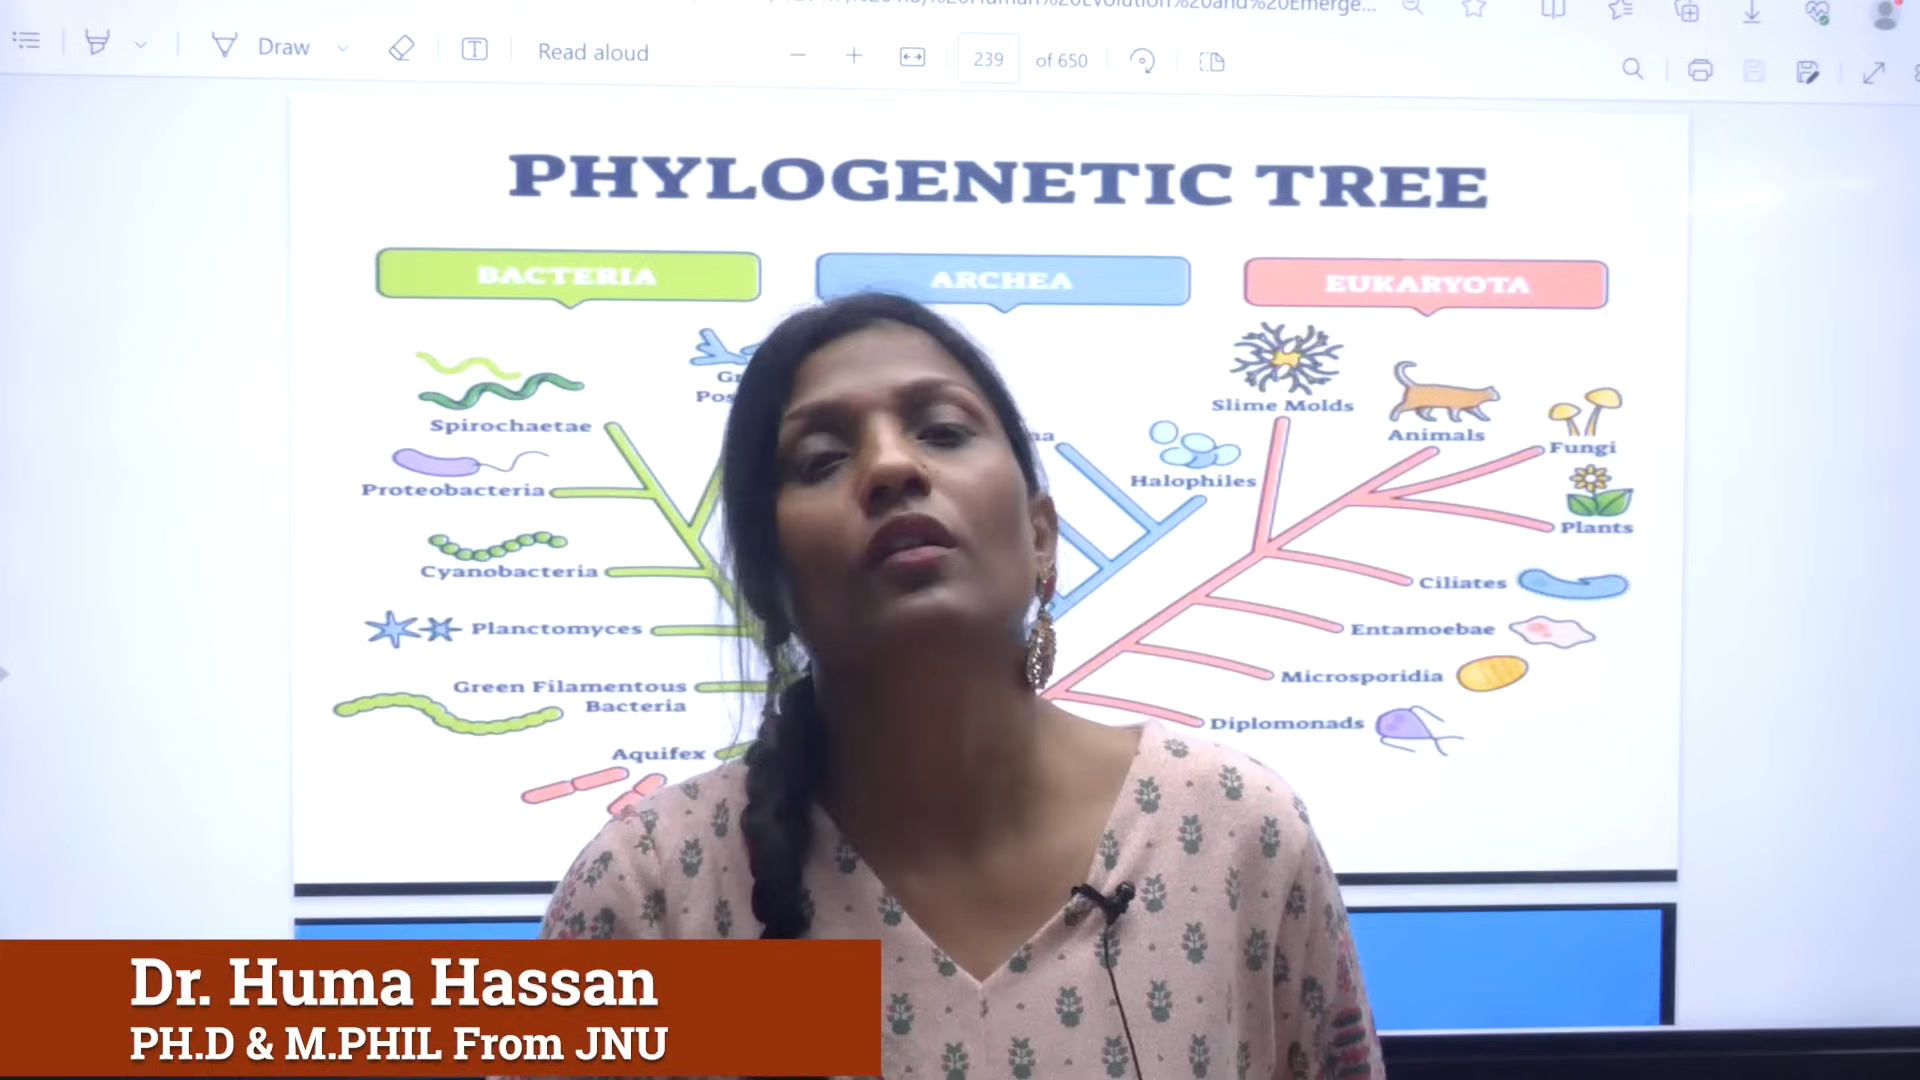 Draw
Read aloud
239
of 650
PHYLOGENETIC TREE
BACTERIA
ARCHEA
EUKARYOTA
Spirochaetae
Proteobacteria
Cyanobacteria
Planctomyces
Green Filamentous
Bacteria
Aquifex
Halophiles
Slime Molds
Animals
Fungi
Plants
Ciliates
Entamoebae
Microsporidia
Diplomonads
Dr. Huma Hassan
PH.D & M.PHIL From JNU